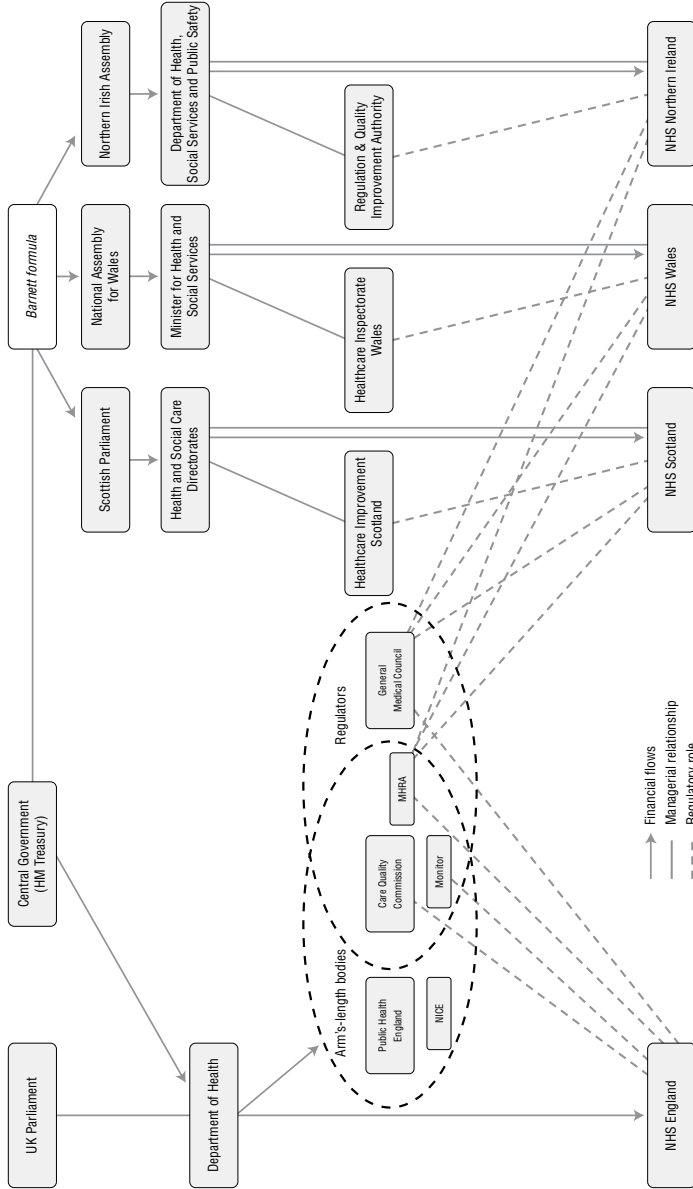 UK Parliament
Central Government
(HM Treasury)
Barnett formula
Scottish Parliament
National Assembly
for Wales
Northern Irish Assembly
Department of Health
Health and Social Care
Directorates
Minister for Health and
Social Services
Department of Health,
Social Services and Public Safety
Arm's-length bodies
Regulators
Public Health
England
NICE
Care Quality
Commission
Monitor
MHRA
General
Medical Council
Healthcare Improvement
Scotland
Healthcare Inspectorate
Wales
Regulation & Quality
Improvement Authority
NHS England
NHS Scotland
NHS Wales
NHS Northern Ireland
Financial flows
Managerial relationship
Regulatory role